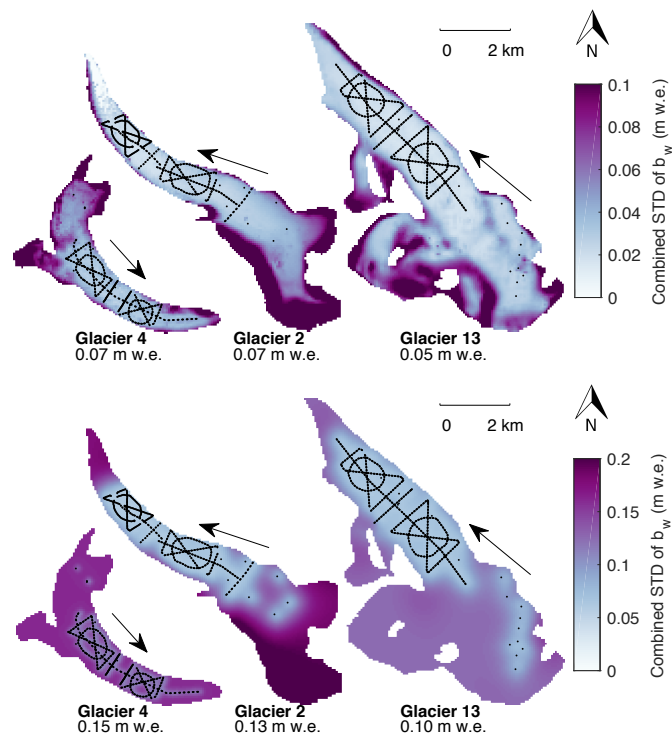 0 2 km
N
0.1
0.08
0.06
0.04
0.02
0
Combined STD of b_w (m w.e.)
Glacier 4
0.07 m w.e.
Glacier 2
0.07 m w.e.
Glacier 13
0.05 m w.e.
0 2 km
N
0.2
0.15
0.1
0.05
0
Combined STD of b_w (m w.e.)
Glacier 4
0.15 m w.e.
Glacier 2
0.13 m w.e.
Glacier 13
0.10 m w.e.